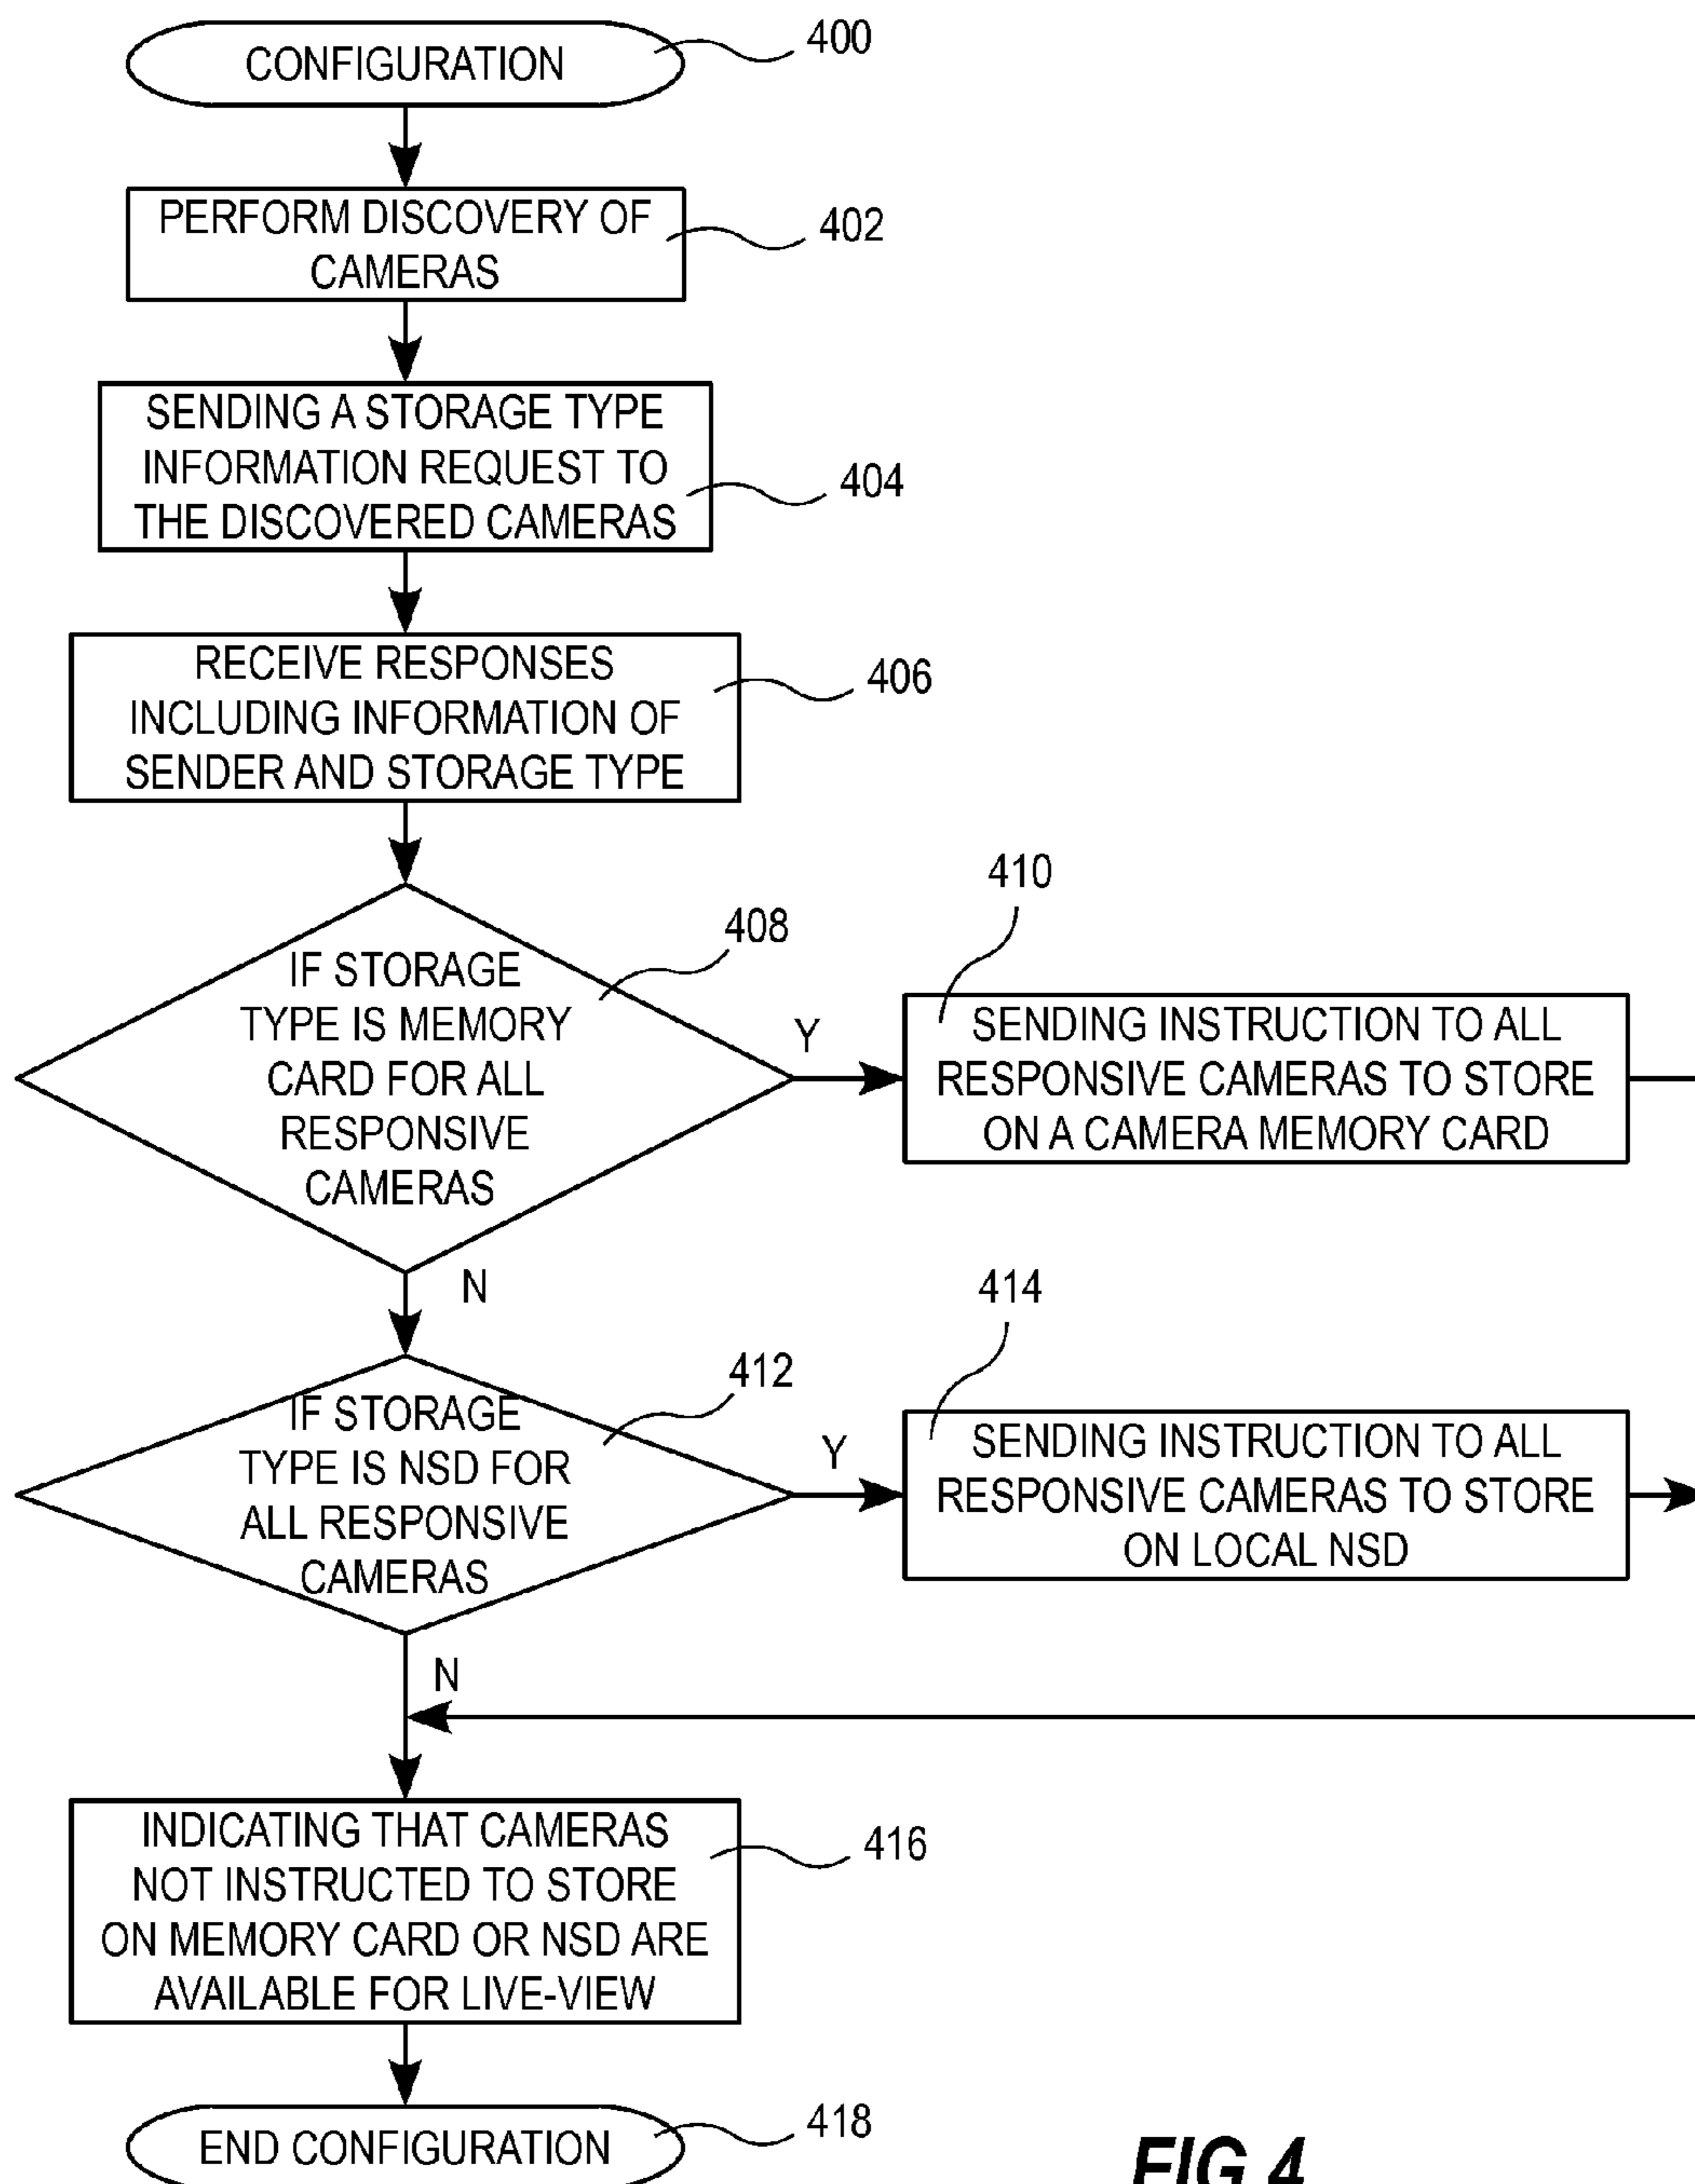 CONFIGURATION
400
PERFORM DISCOVERY OF
CAMERAS
402
SENDING A STORAGE TYPE
INFORMATION REQUEST TO
THE DISCOVERED CAMERAS
404
RECEIVE RESPONSES
INCLUDING INFORMATION OF
SENDER AND STORAGE TYPE
406
IF STORAGE
TYPE IS MEMORY
CARD FOR ALL
RESPONSIVE
CAMERAS
408
Y
410
SENDING INSTRUCTION TO ALL
RESPONSIVE CAMERAS TO STORE
ON A CAMERA MEMORY CARD
N
IF STORAGE
TYPE IS NSD FOR
ALL RESPONSIVE
CAMERAS
412
Y
414
SENDING INSTRUCTION TO ALL
RESPONSIVE CAMERAS TO STORE
ON LOCAL NSD
N
INDICATING THAT CAMERAS
NOT INSTRUCTED TO STORE
ON MEMORY CARD OR NSD ARE
AVAILABLE FOR LIVE-VIEW
416
END CONFIGURATION
418
FIG 4